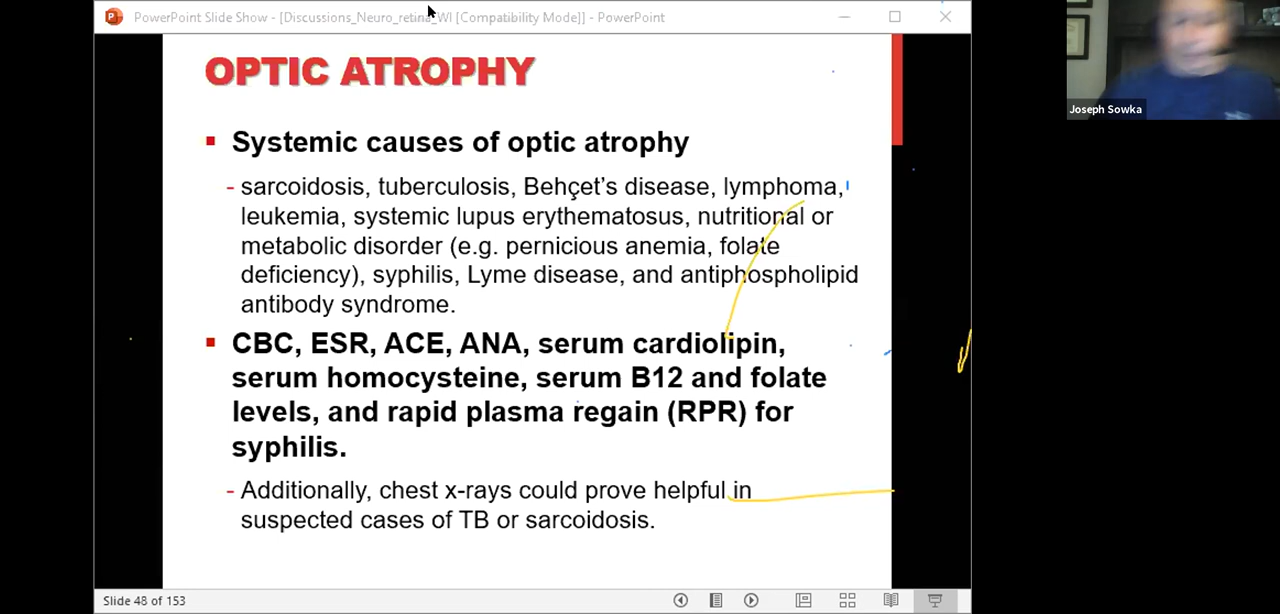 PowerPoint Slide Show - [Discussions_Neuro_retina_WI [Compatibility Mode]] - PowerPoint
OPTIC ATROPHY
Systemic causes of optic atrophy
- sarcoidosis, tuberculosis, Behçet's disease, lymphoma,
leukemia, systemic lupus erythematosus, nutritional or
metabolic disorder (e.g. pernicious anemia, folate
deficiency), syphilis, Lyme disease, and antiphospholipid
antibody syndrome.
CBC, ESR, ACE, ANA, serum cardiolipin,
serum homocysteine, serum B12 and folate
levels, and rapid plasma regain (RPR) for
syphilis.
- Additionally, chest x-rays could prove helpful in
suspected cases of TB or sarcoidosis.
Slide 48 of 153
Joseph Sowka